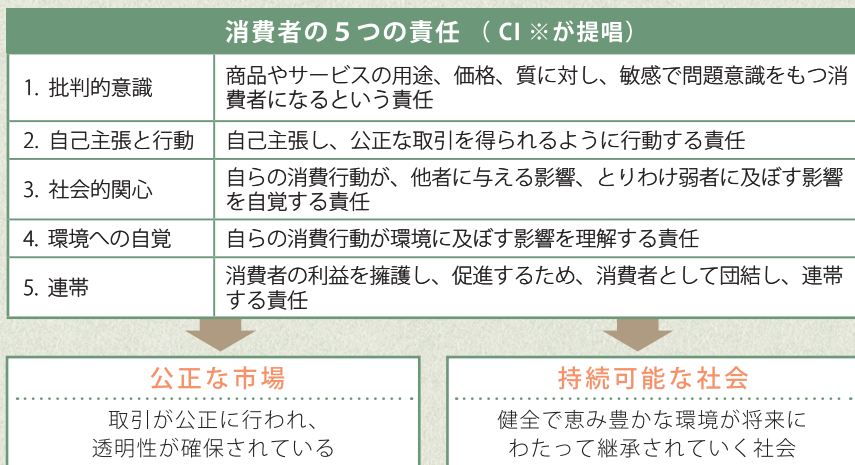 消費者の5つの責任（CI ※が提唱）
1. 批判的意識
商品やサービスの用途、価格、質に対し、敏感で問題意識をもつ消
費者になるという責任
2. 自己主張と行動
自己主張し、公正な取引を得られるように行動する責任
3. 社会的関心
自らの消費行動が、他者に与える影響、とりわけ弱者に及ぼす影響
を自覚する責任
4. 環境への自覚
自らの消費行動が環境に及ぼす影響を理解する責任
5. 連帯
消費者の利益を擁護し、促進するため、消費者として団結し、連帯
する責任
公正な市場
取引が公正に行われ、
透明性が確保されている
持続可能な社会
健全で恵み豊かな環境が将来に
わたって継承されていく社会